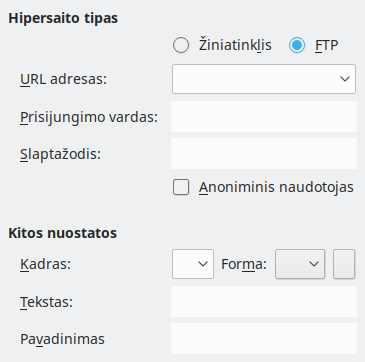 Hipersaito tipas
Žiniatinklis FTP
URL adresas:
Prisijungimo vardas:
Slaptažodis:
Anoniminis naudotojas
Kitos nuostatos
Kadras: Forma:
Tekstas:
Pavadinimas